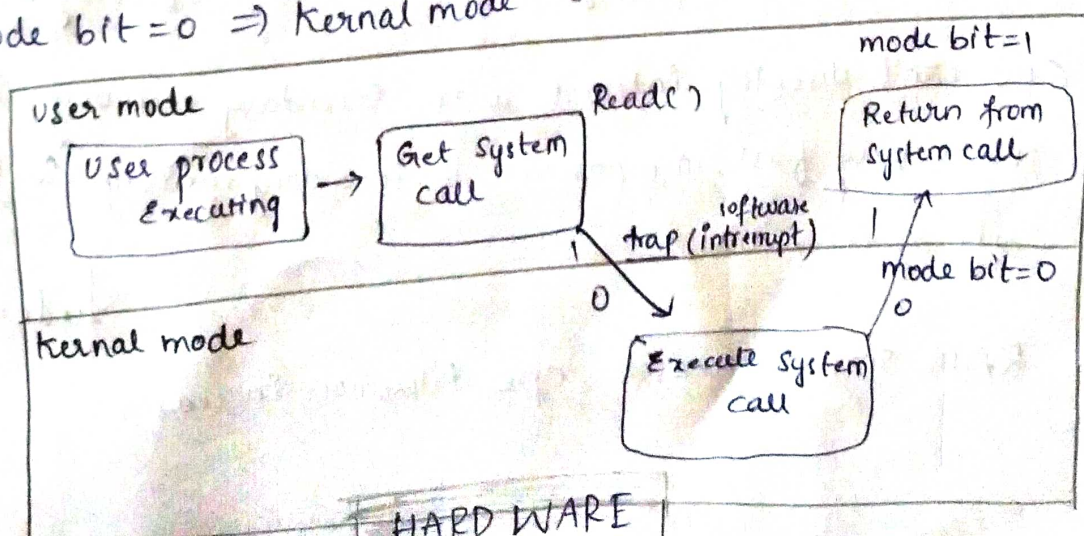 de bit = 0 ⇒ Kernal mode
mode bit=1
user mode
Read()
User process
Executing
Get System
call
Return from
system call
software
trap (intrerrupt)
1
1
mode bit=0
0
0
Kernal mode
Execute System
call
HARD WARE